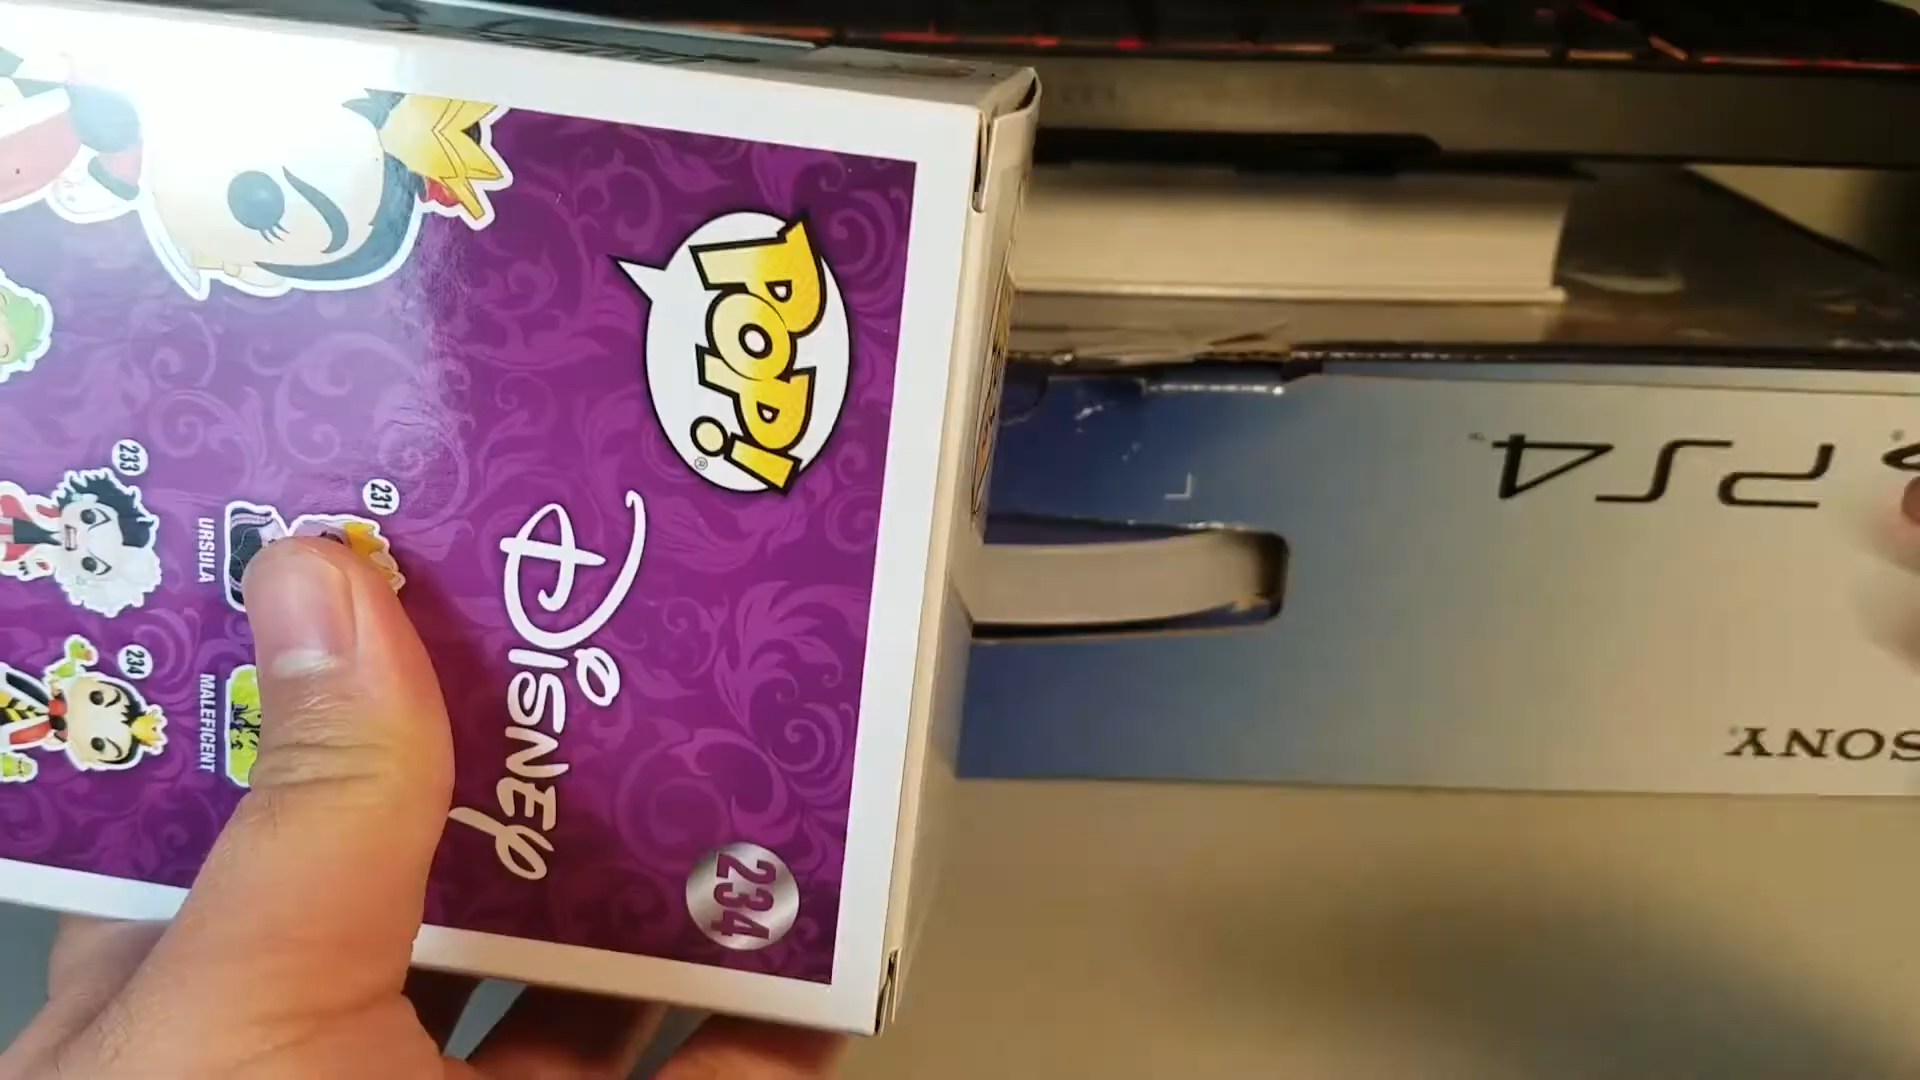 POP!
®
DISNEY
234
231
URSULA
MALEFICENT
233
234
PS4
SONY